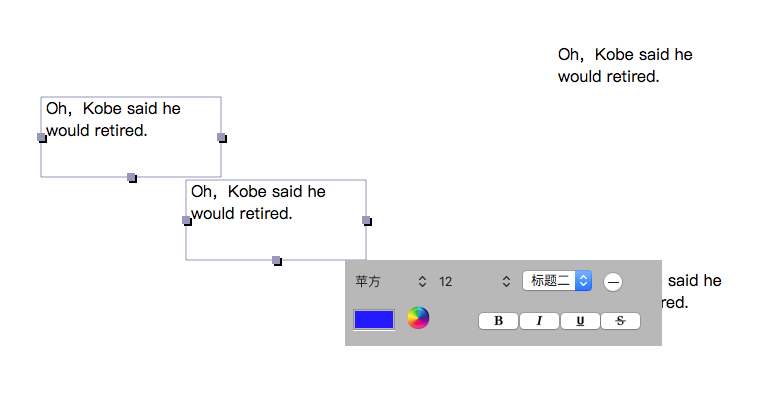 Oh，Kobe said he
would retired.
Oh，Kobe said he
would retired.
Oh，Kobe said he
would retired.
苹方 12 标题二
said he
red.
B I U S